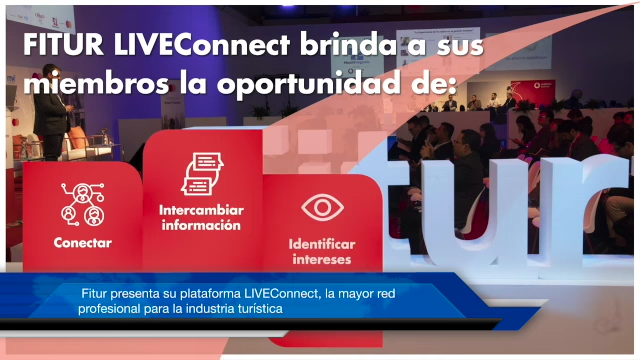 FITUR LIVEConnect brinda a sus
miembros la oportunidad de:
Conectar
Intercambiar
información
Identificar
intereses
tur
Fitur presenta su plataforma LIVEConnect, la mayor red
profesional para la industria turística